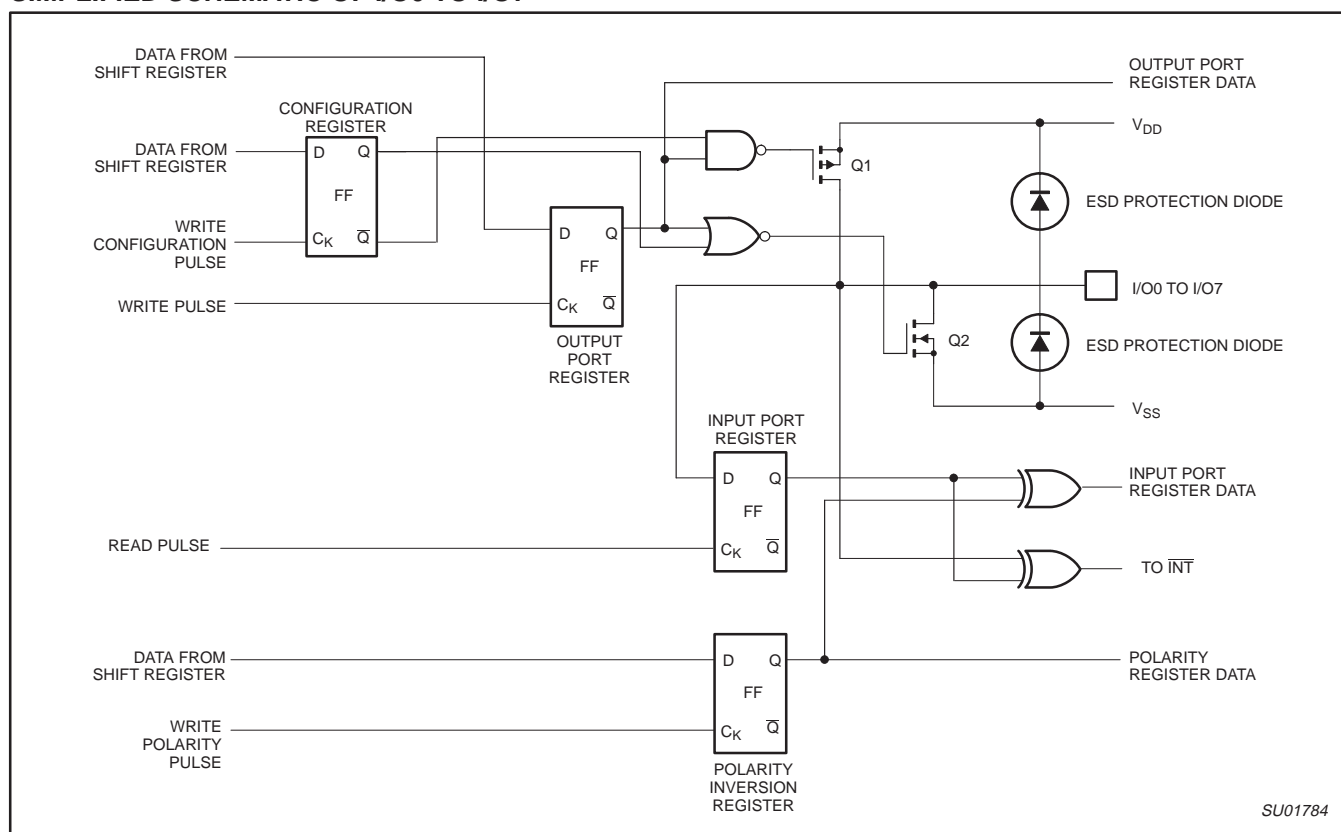 DATA FROM
SHIFT REGISTER
OUTPUT PORT
REGISTER DATA
CONFIGURATION
REGISTER
VDD
DATA FROM
SHIFT REGISTER
D Q
FF
CK Q̅
Q1
ESD PROTECTION DIODE
WRITE
CONFIGURATION
PULSE
D Q
FF
CK Q̅
WRITE PULSE
I/O0 TO I/O7
OUTPUT
PORT
REGISTER
Q2
ESD PROTECTION DIODE
VSS
INPUT PORT
REGISTER
D Q
FF
CK Q̅
INPUT PORT
REGISTER DATA
READ PULSE
TO I̅N̅T̅
DATA FROM
SHIFT REGISTER
D Q
FF
CK Q̅
POLARITY
REGISTER DATA
WRITE
POLARITY
PULSE
POLARITY
INVERSION
REGISTER
SU01784